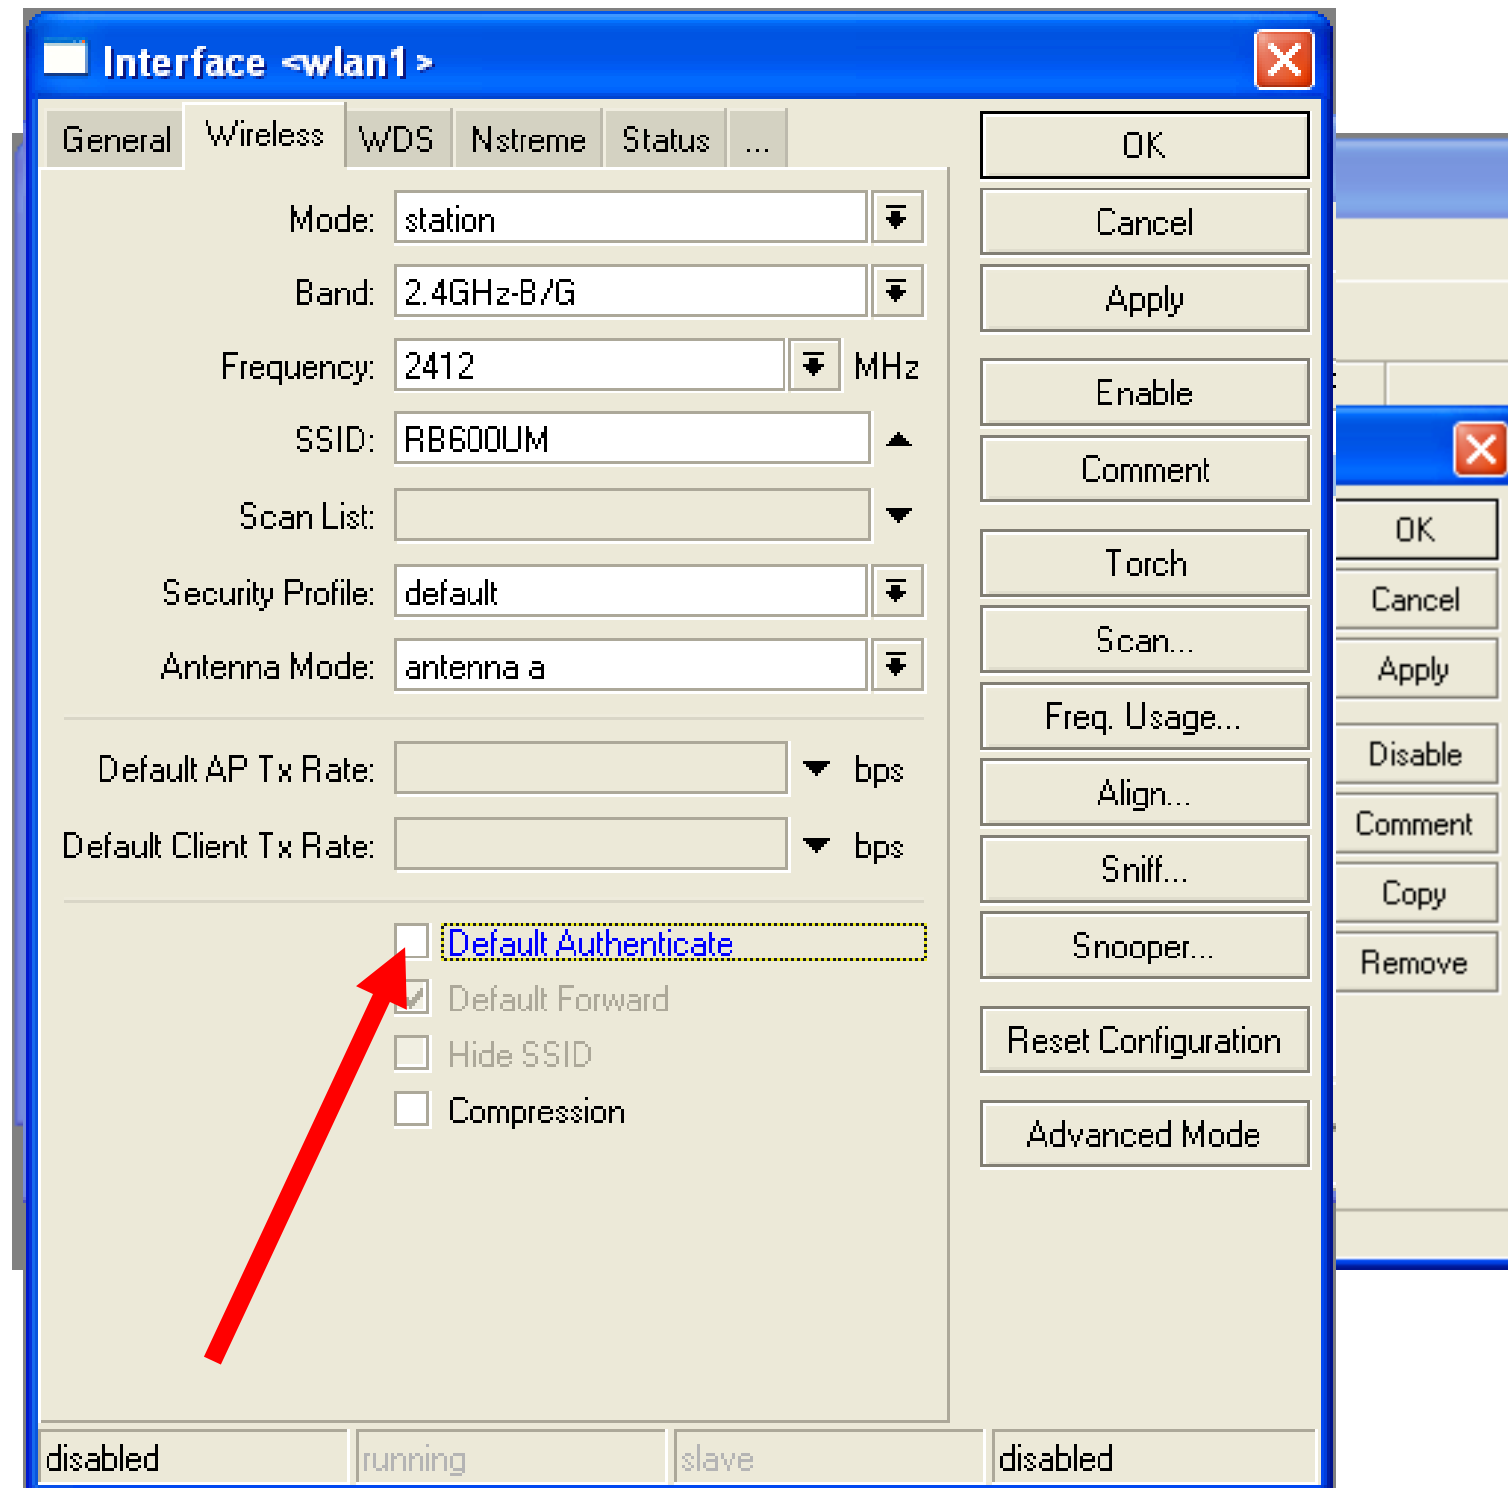 Interface <wlan1>
General Wireless WDS Nstreme Status ...
Mode: station
Band: 2.4GHz-B/G
Frequency: 2412 MHz
SSID: RB600UM
Scan List:
Security Profile: default
Antenna Mode: antenna a
Default AP Tx Rate: bps
Default Client Tx Rate: bps
Default Authenticate
Default Forward
Hide SSID
Compression
OK
Cancel
Apply
Enable
Comment
Torch
Scan...
Freq. Usage...
Align...
Sniff...
Snooper...
Reset Configuration
Advanced Mode
disabled running slave disabled
OK
Cancel
Apply
Disable
Comment
Copy
Remove